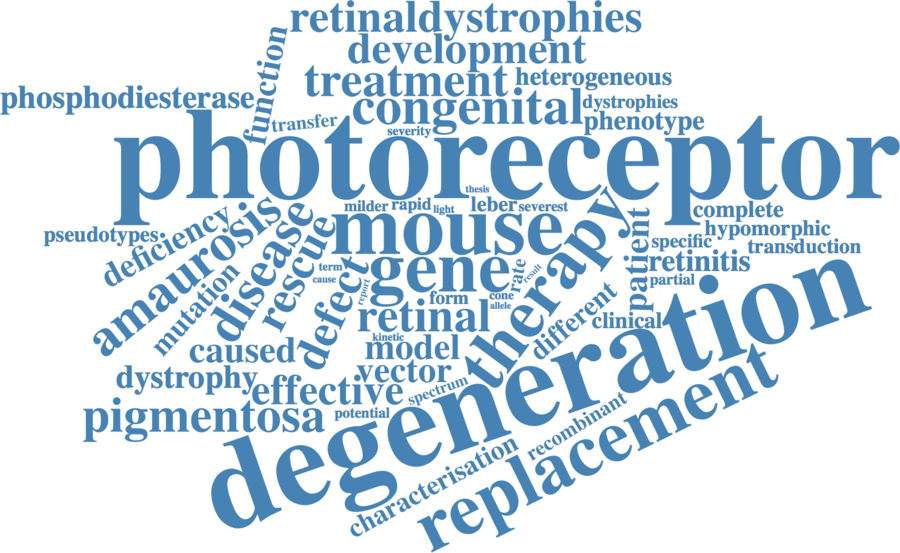 retinaldystrophies
development
function
treatment
heterogeneous
phosphodiesterase
congenital
dystrophies
transfer
severity
phenotype
photoreceptor
thesis
milder
rapid
light
leber
severest
complete
pseudotypes
deficiency
amaurosis
disease
rescue
mouse
therapy
patient
hypomorphic
specific
transduction
mutation
defect
term
cause
report
gene
rate
result
retinitis
partial
form
cone
allele
retinal
different
clinical
kinetic
caused
model
degeneration
dystrophy
effective
vector
spectrum
pigmentosa
potential
characterisation
recombinant
replacement